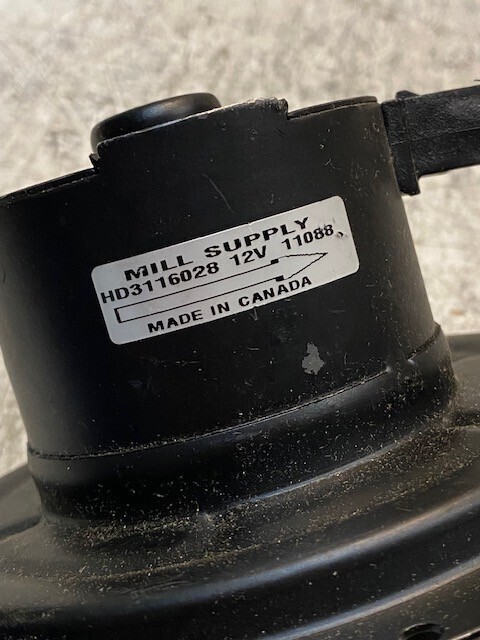 MILL SUPPLY
HD3116028 12V 11088
MADE IN CANADA